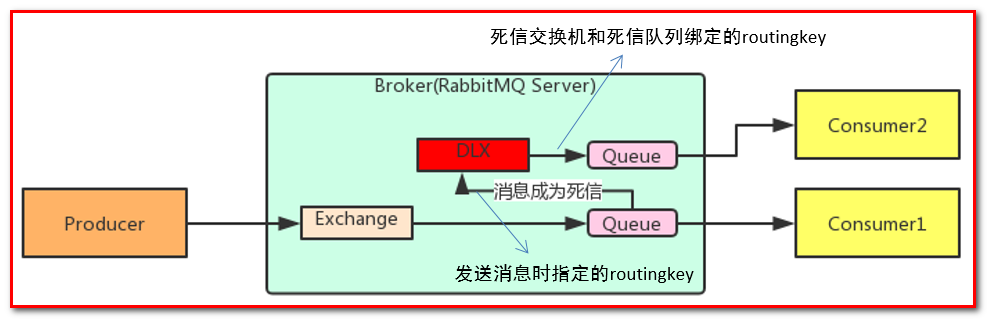 死信交换机和死信队列绑定的routingkey
Broker(RabbitMQ Server)
DLX
Queue
Consumer2
消息成为死信
Producer
Exchange
Queue
Consumer1
发送消息时指定的routingkey